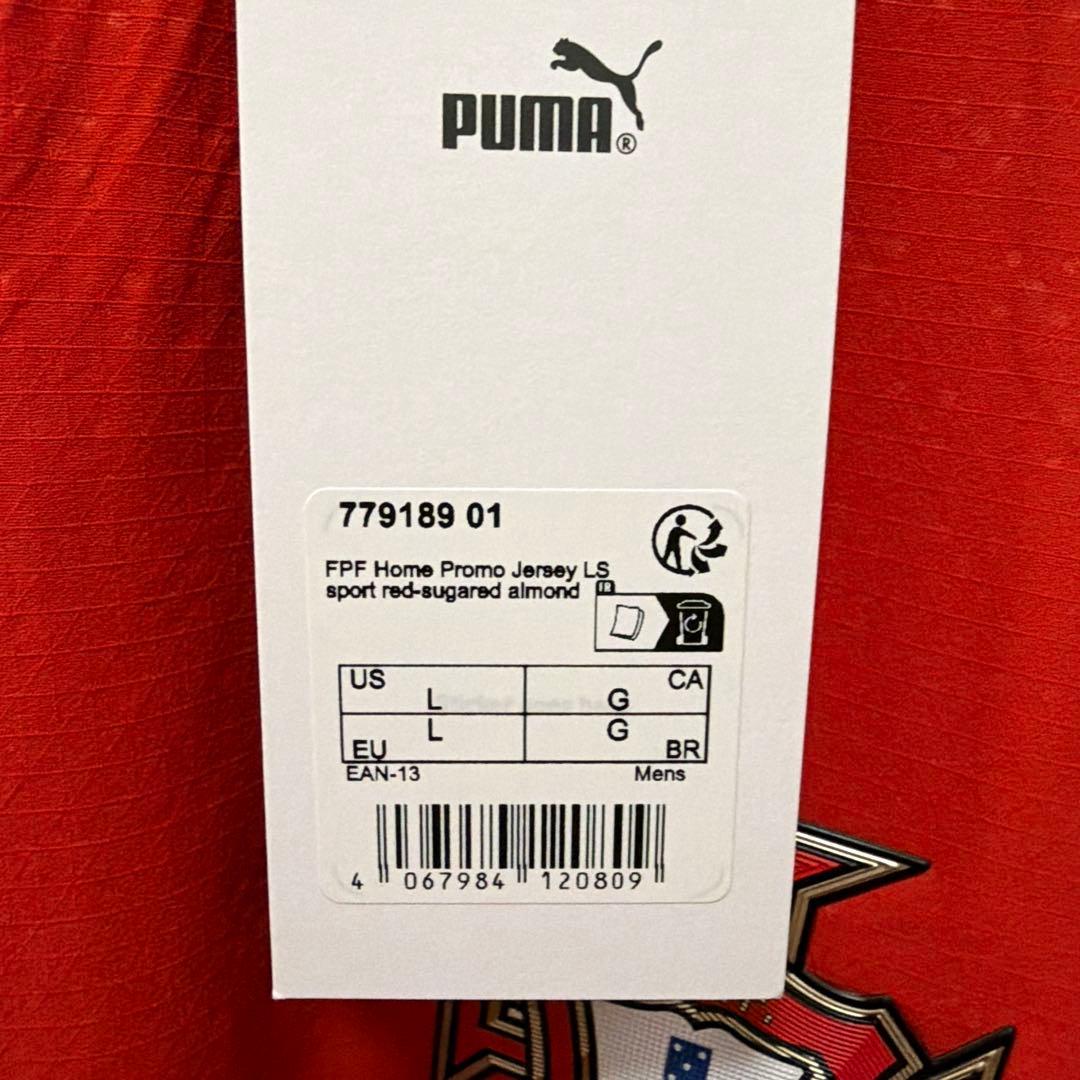 PUMA®
779189 01
FPF Home Promo Jersey LS
sport red-sugared almond
FR
US L G CA
EU L G BR
EAN-13 Mens
4 067984 120809